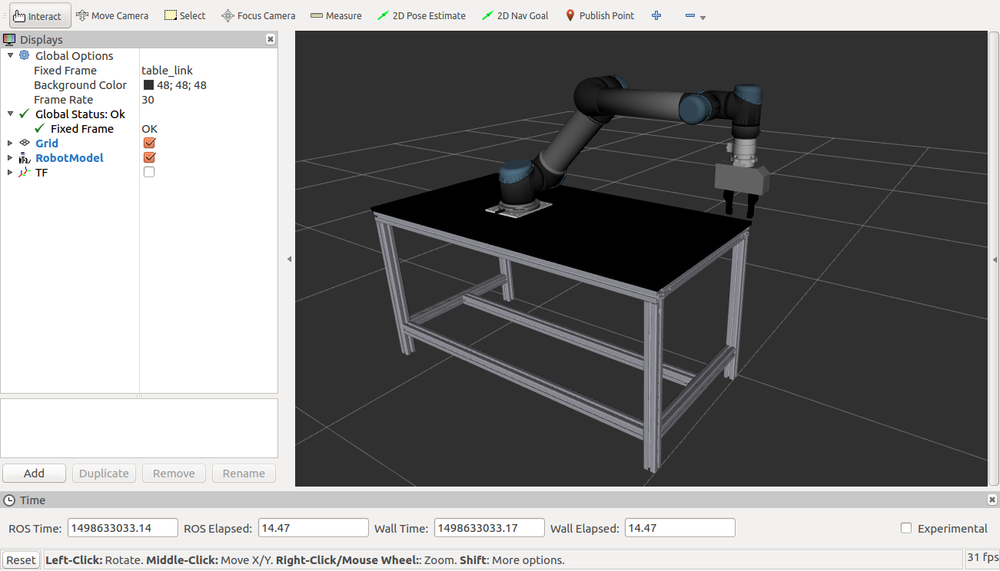 Interact Move Camera Select Focus Camera Measure 2D Pose Estimate 2D Nav Goal Publish Point
Displays
Global Options
Fixed Frame table_link
Background Color 48; 48; 48
Frame Rate 30
Global Status: Ok
Fixed Frame OK
Grid
RobotModel
TF
Add Duplicate Remove Rename
Time
ROS Time: 1498633033.14 ROS Elapsed: 14.47 Wall Time: 1498633033.17 Wall Elapsed: 14.47 Experimental
Reset Left-Click: Rotate. Middle-Click: Move X/Y. Right-Click/Mouse Wheel:: Zoom. Shift: More options. 31 fps